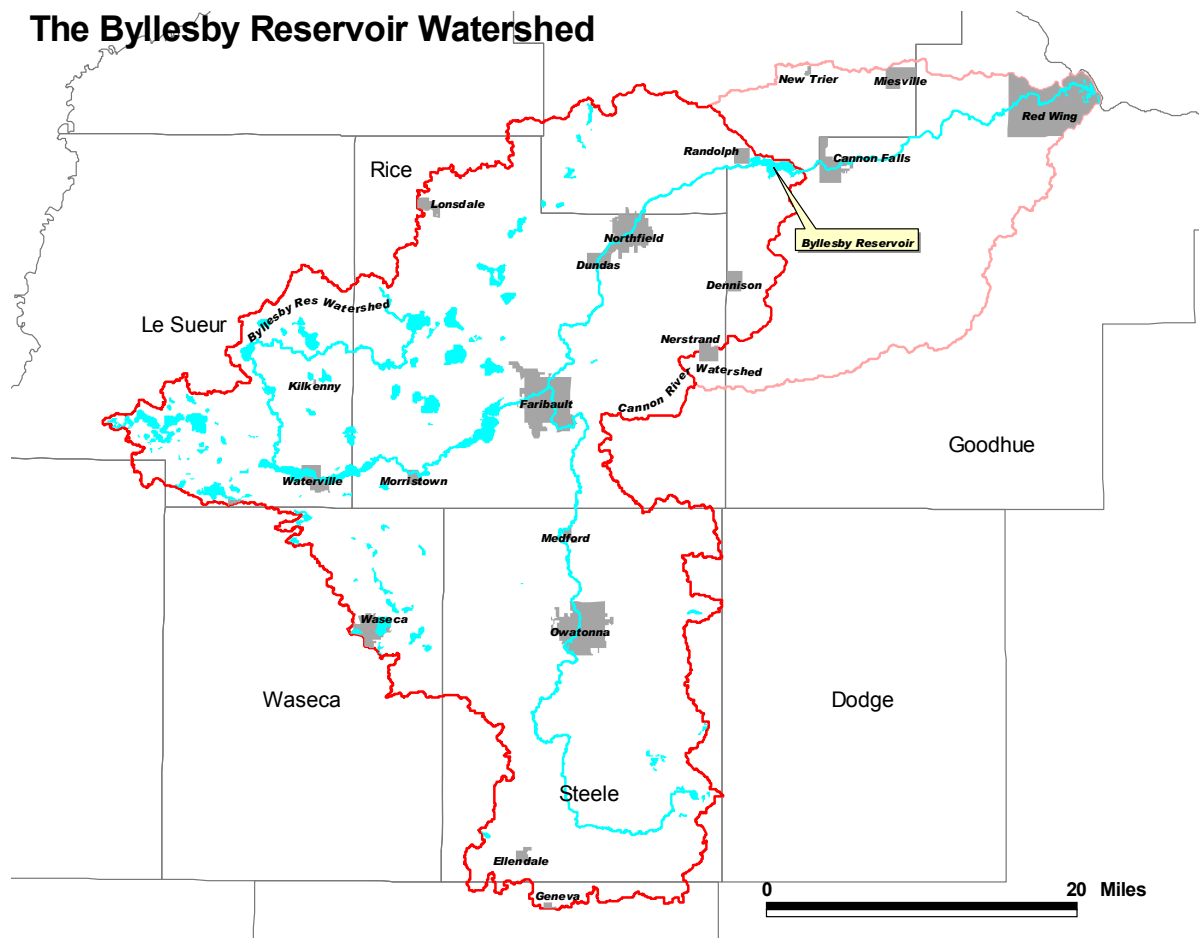 The Byllesby Reservoir Watershed
New Trier
Miesville
Red Wing
Randolph
Cannon Falls
Rice
Lonsdale
Northfield
Byllesby Reservoir
Dundas
Dennison
Byllesby Res Watershed
Le Sueur
Nerstrand
Kilkenny
Cannon River Watershed
Faribault
Goodhue
Waterville
Morristown
Medford
Waseca
Owatonna
Waseca
Dodge
Steele
Ellendale
Geneva
0 20 Miles